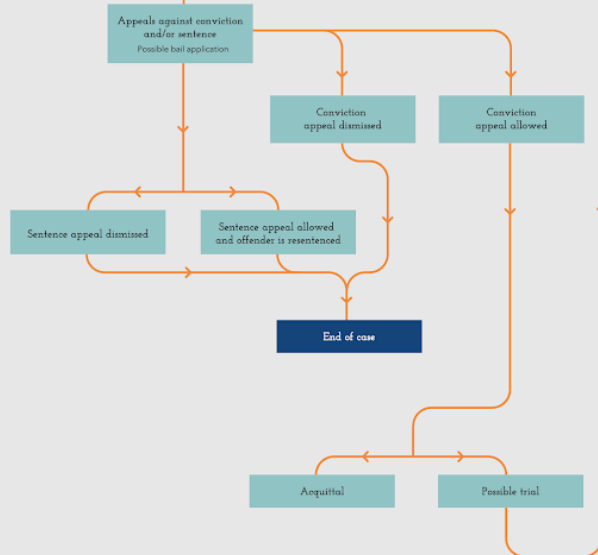 Appeals against conviction
and/or sentence
Possible bail application
Conviction
appeal dismissed
Conviction
appeal allowed
Sentence appeal dismissed
Sentence appeal allowed
and offender is resentenced
End of case
Acquittal
Possible trial